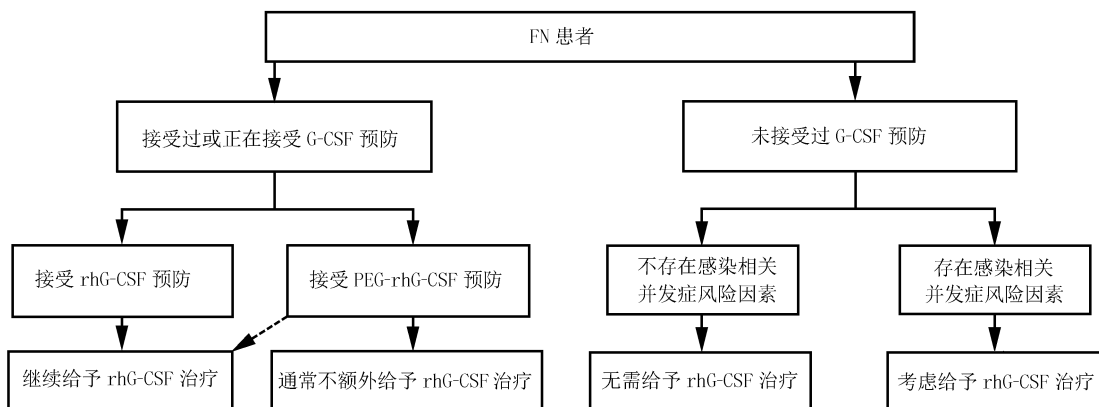 FN 患者
接受过或正在接受 G-CSF 预防
未接受过 G-CSF 预防
接受 rhG-CSF 预防
接受 PEG-rhG-CSF 预防
不存在感染相关
并发症风险因素
存在感染相关
并发症风险因素
继续给予 rhG-CSF 治疗
通常不额外给予 rhG-CSF 治疗
无需给予 rhG-CSF 治疗
考虑给予 rhG-CSF 治疗